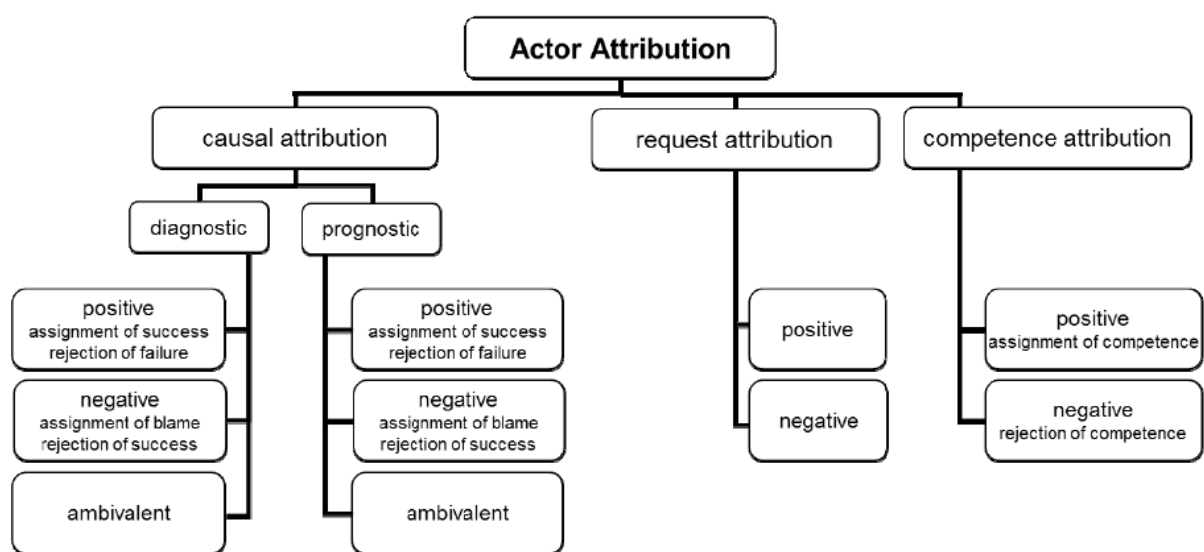 Actor Attribution
causal attribution
request attribution
competence attribution
diagnostic
prognostic
positive
assignment of success
rejection of failure
negative
assignment of blame
rejection of success
ambivalent
positive
assignment of success
rejection of failure
negative
assignment of blame
rejection of success
ambivalent
positive
negative
positive
assignment of competence
negative
rejection of competence